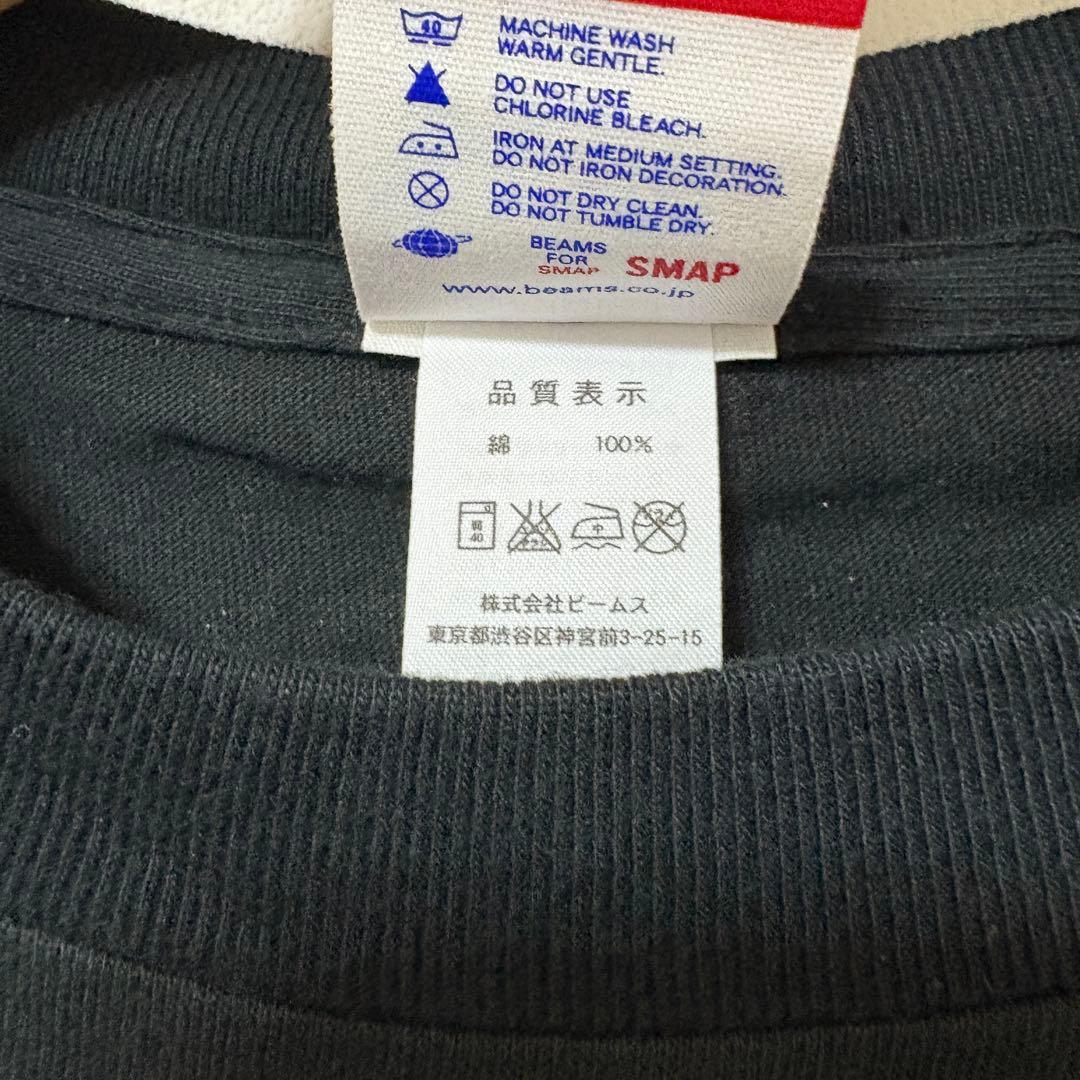 40
MACHINE WASH
WARM GENTLE.
DO NOT USE
CHLORINE BLEACH.
IRON AT MEDIUM SETTING.
DO NOT IRON DECORATION.
DO NOT DRY CLEAN.
DO NOT TUMBLE DRY.
BEAMS
FOR
SMAP
SMAP
www.beams.co.jp
品質表示
綿 100%
40 中
株式会社ビームス
東京都渋谷区神宮前3-25-15